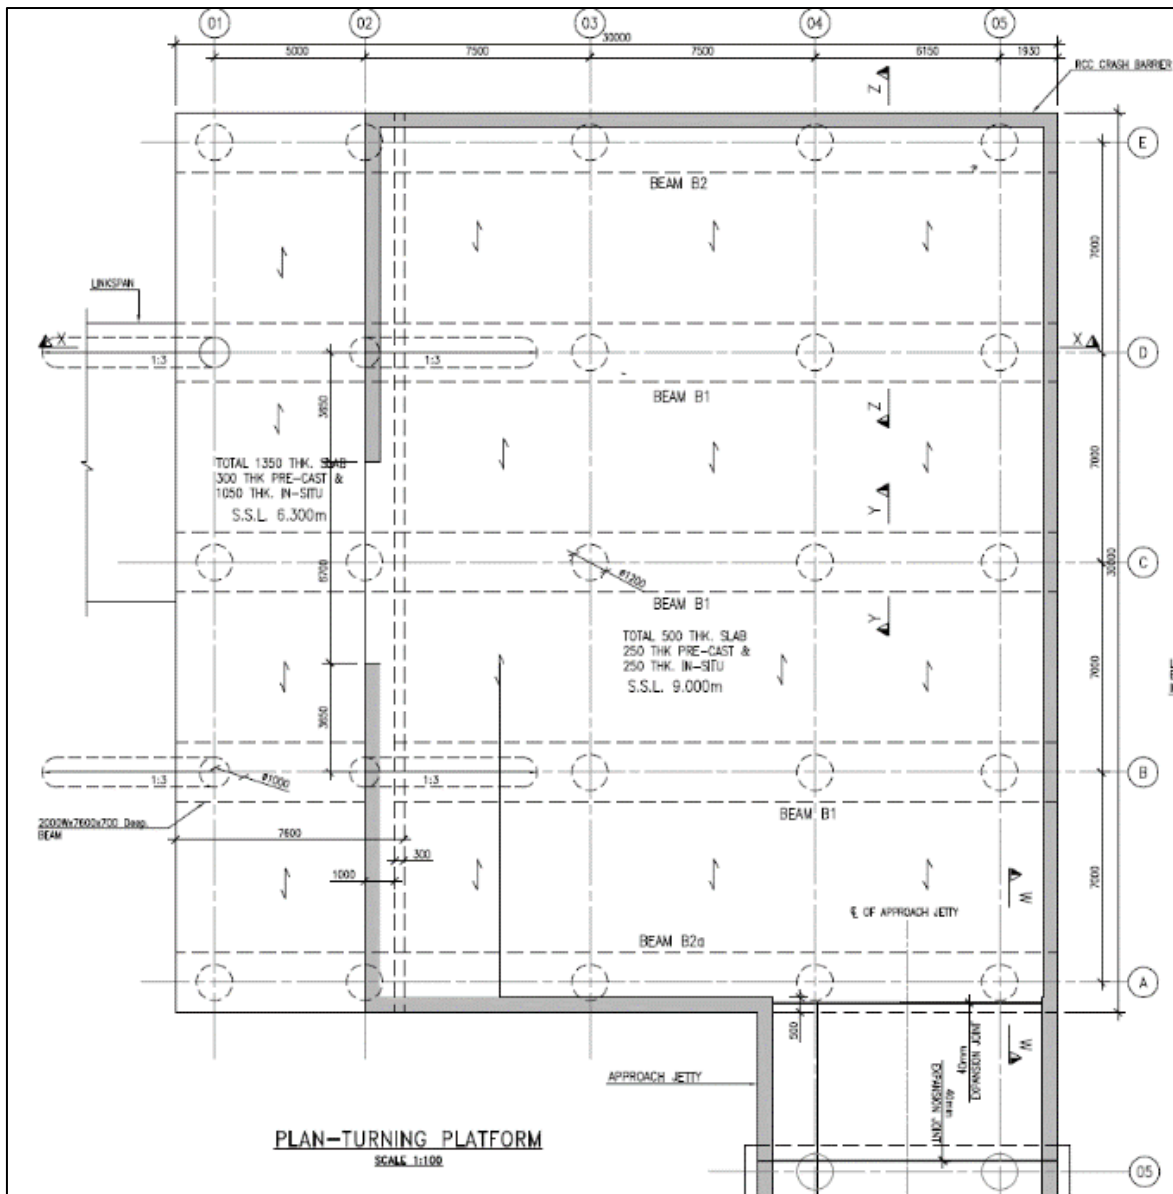 01 02 03 04 05
30000
5000 7500 7500 6150 1930
RCC CRASH BARRIER
Z
E
BEAM B2
7000
LINKSPAN
X
1:3
1:3
X
D
BEAM B1
3650
Z
TOTAL 1350 THK. SLAB
300 THK PRE-CAST &
1050 THK. IN-SITU
S.S.L. 6.300m
7000
Y
6700
ø1200
C
30000
BEAM B1
Y
TOTAL 500 THK. SLAB
250 THK PRE-CAST &
250 THK. IN-SITU
S.S.L. 9.000m
7000
3650
1:3
ø1000
1:3
B
2000Wx7600x700 Deep
BEAM
BEAM B1
7600
300
1000
7000
W
℄ OF APPROACH JETTY
BEAM B2a
A
500
40mm
EXPANSION JOINT
W
40mm
EXPANSION JOINT
APPROACH JETTY
PLAN-TURNING PLATFORM
SCALE 1:100
05